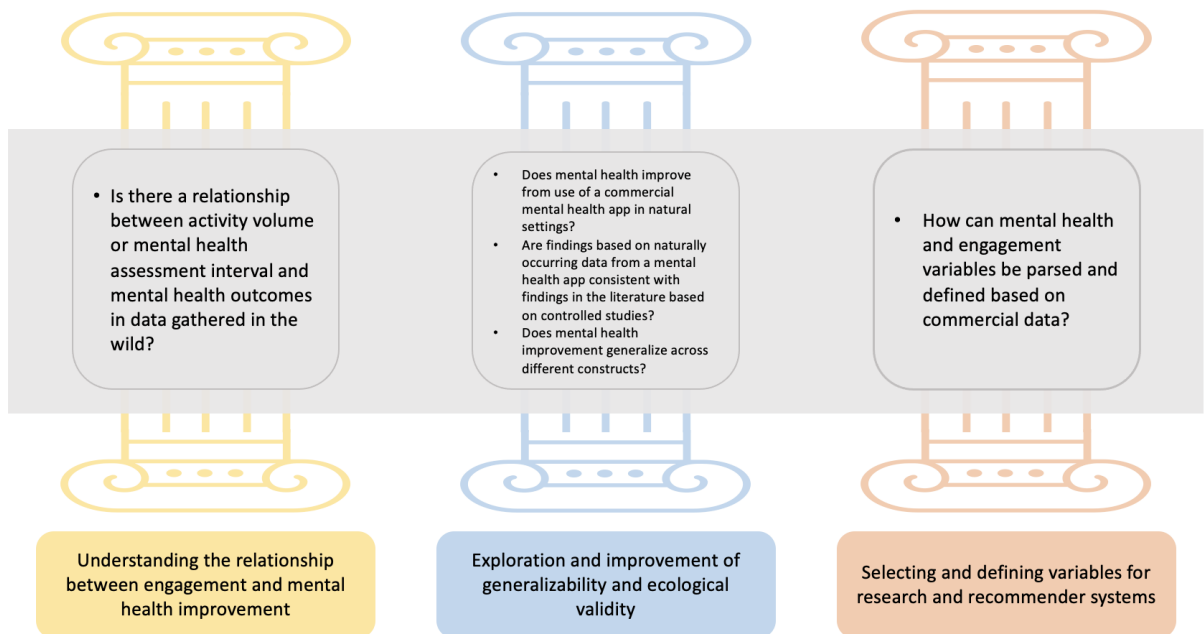 • Is there a relationship
between activity volume
or mental health
assessment interval and
mental health outcomes
in data gathered in the
wild?
• Does mental health improve
from use of a commercial
mental health app in natural
settings?
• Are findings based on naturally
occurring data from a mental
health app consistent with
findings in the literature based
on controlled studies?
• Does mental health
improvement generalize across
different constructs?
• How can mental health
and engagement
variables be parsed and
defined based on
commercial data?
Understanding the relationship
between engagement and mental
health improvement
Exploration and improvement of
generalizability and ecological
validity
Selecting and defining variables for
research and recommender systems